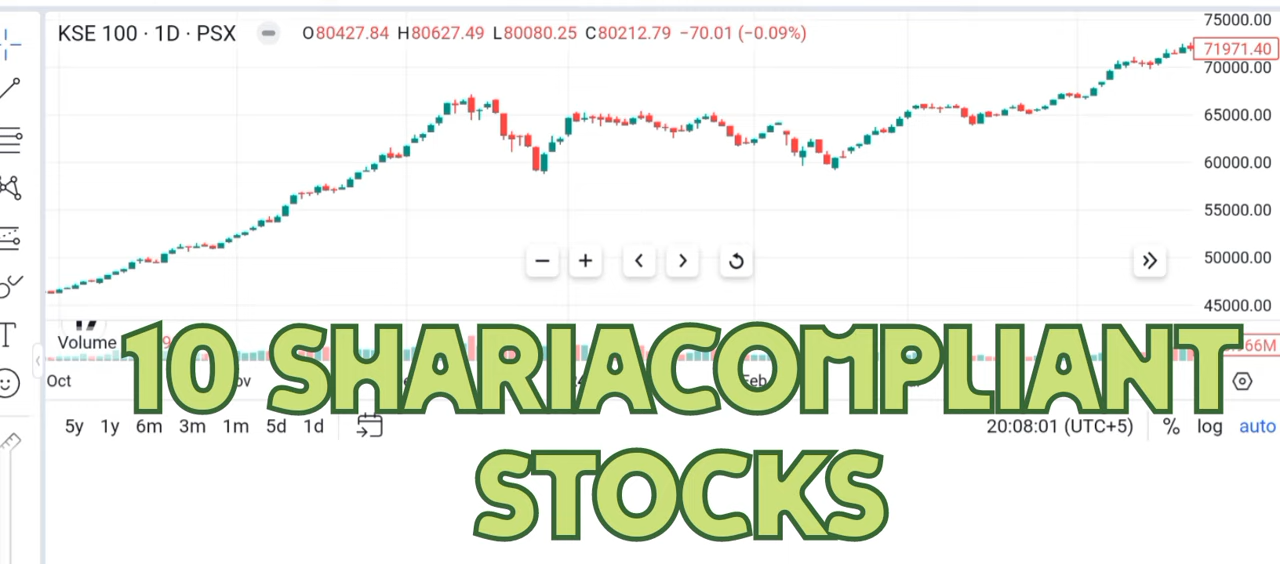 KSE 100 · 1D · PSX O80427.84 H80627.49 L80080.25 C80212.79 −70.01 (−0.09%)
75000.00
71971.40
70000.00
65000.00
60000.00
55000.00
50000.00
45000.00
Volume
10 SHARIACOMPLIANT
Oct
Feb
5y 1y 6m 3m 1m 5d 1d 20:08:01 (UTC+5) % log auto
STOCKS